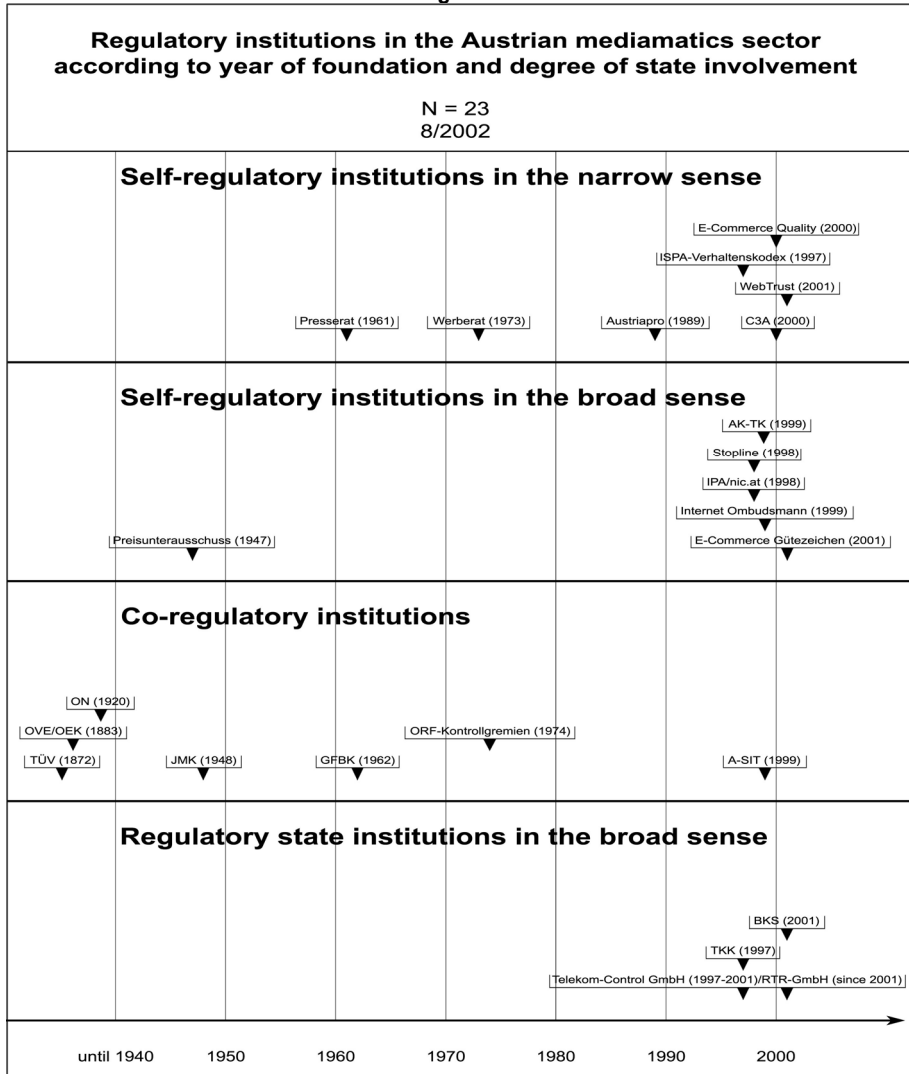 Regulatory institutions in the Austrian mediamatics sector
according to year of foundation and degree of state involvement
N = 23
8/2002
Self-regulatory institutions in the narrow sense
E-Commerce Quality (2000)
ISPA-Verhaltenskodex (1997)
WebTrust (2001)
Presserat (1961)
Werberat (1973)
Austriapro (1989)
C3A (2000)
Self-regulatory institutions in the broad sense
AK-TK (1999)
Stopline (1998)
IPA/nic.at (1998)
Internet Ombudsmann (1999)
Preisunterausschuss (1947)
E-Commerce Gütezeichen (2001)
Co-regulatory institutions
ON (1920)
OVE/OEK (1883)
ORF-Kontrollgremien (1974)
TÜV (1872)
JMK (1948)
GFBK (1962)
A-SIT (1999)
Regulatory state institutions in the broad sense
BKS (2001)
TKK (1997)
Telekom-Control GmbH (1997-2001)/RTR-GmbH (since 2001)
until 1940
1950
1960
1970
1980
1990
2000